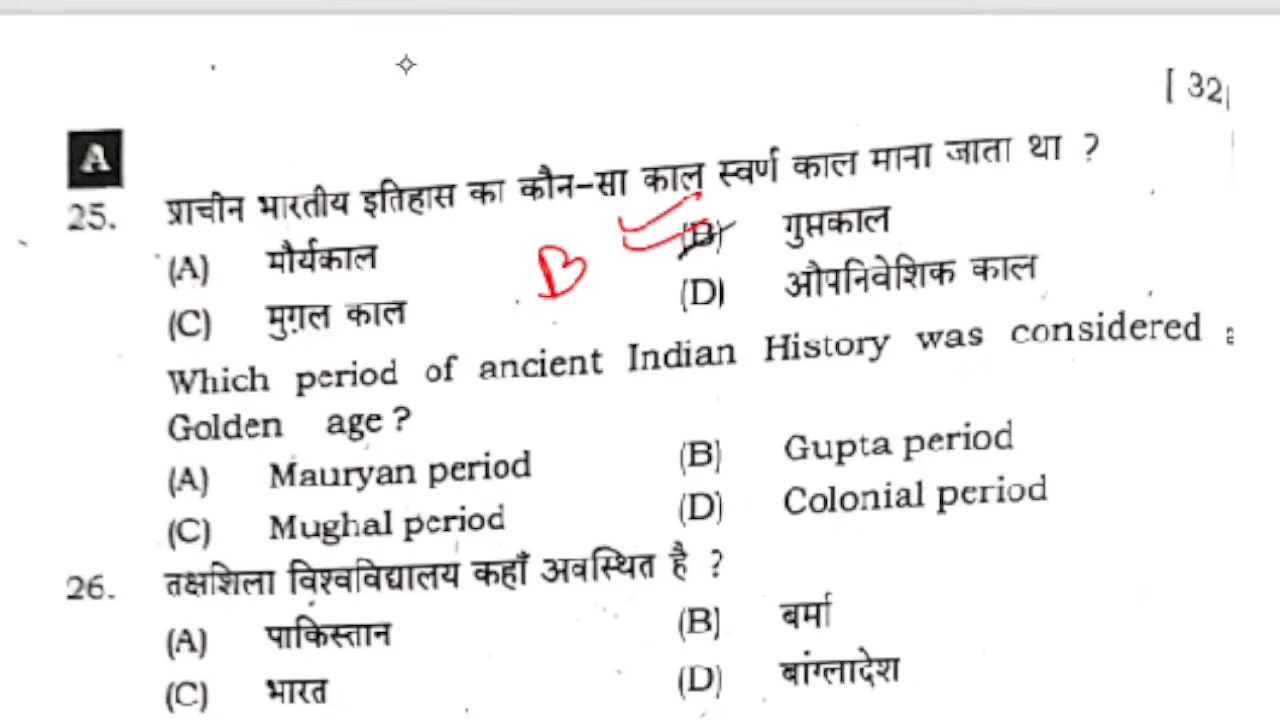 [ 32
A
25. प्राचीन भारतीय इतिहास का कौन-सा काल स्वर्ण काल माना जाता था ?
(A) मौर्यकाल B (B) गुप्तकाल
(C) मुग़ल काल (D) औपनिवेशिक काल
Which period of ancient Indian History was considered
Golden age ?
(A) Mauryan period (B) Gupta period
(C) Mughal period (D) Colonial period
26. तक्षशिला विश्वविद्यालय कहाँ अवस्थित है ?
(A) पाकिस्तान (B) बर्मा
(C) भारत (D) बांग्लादेश